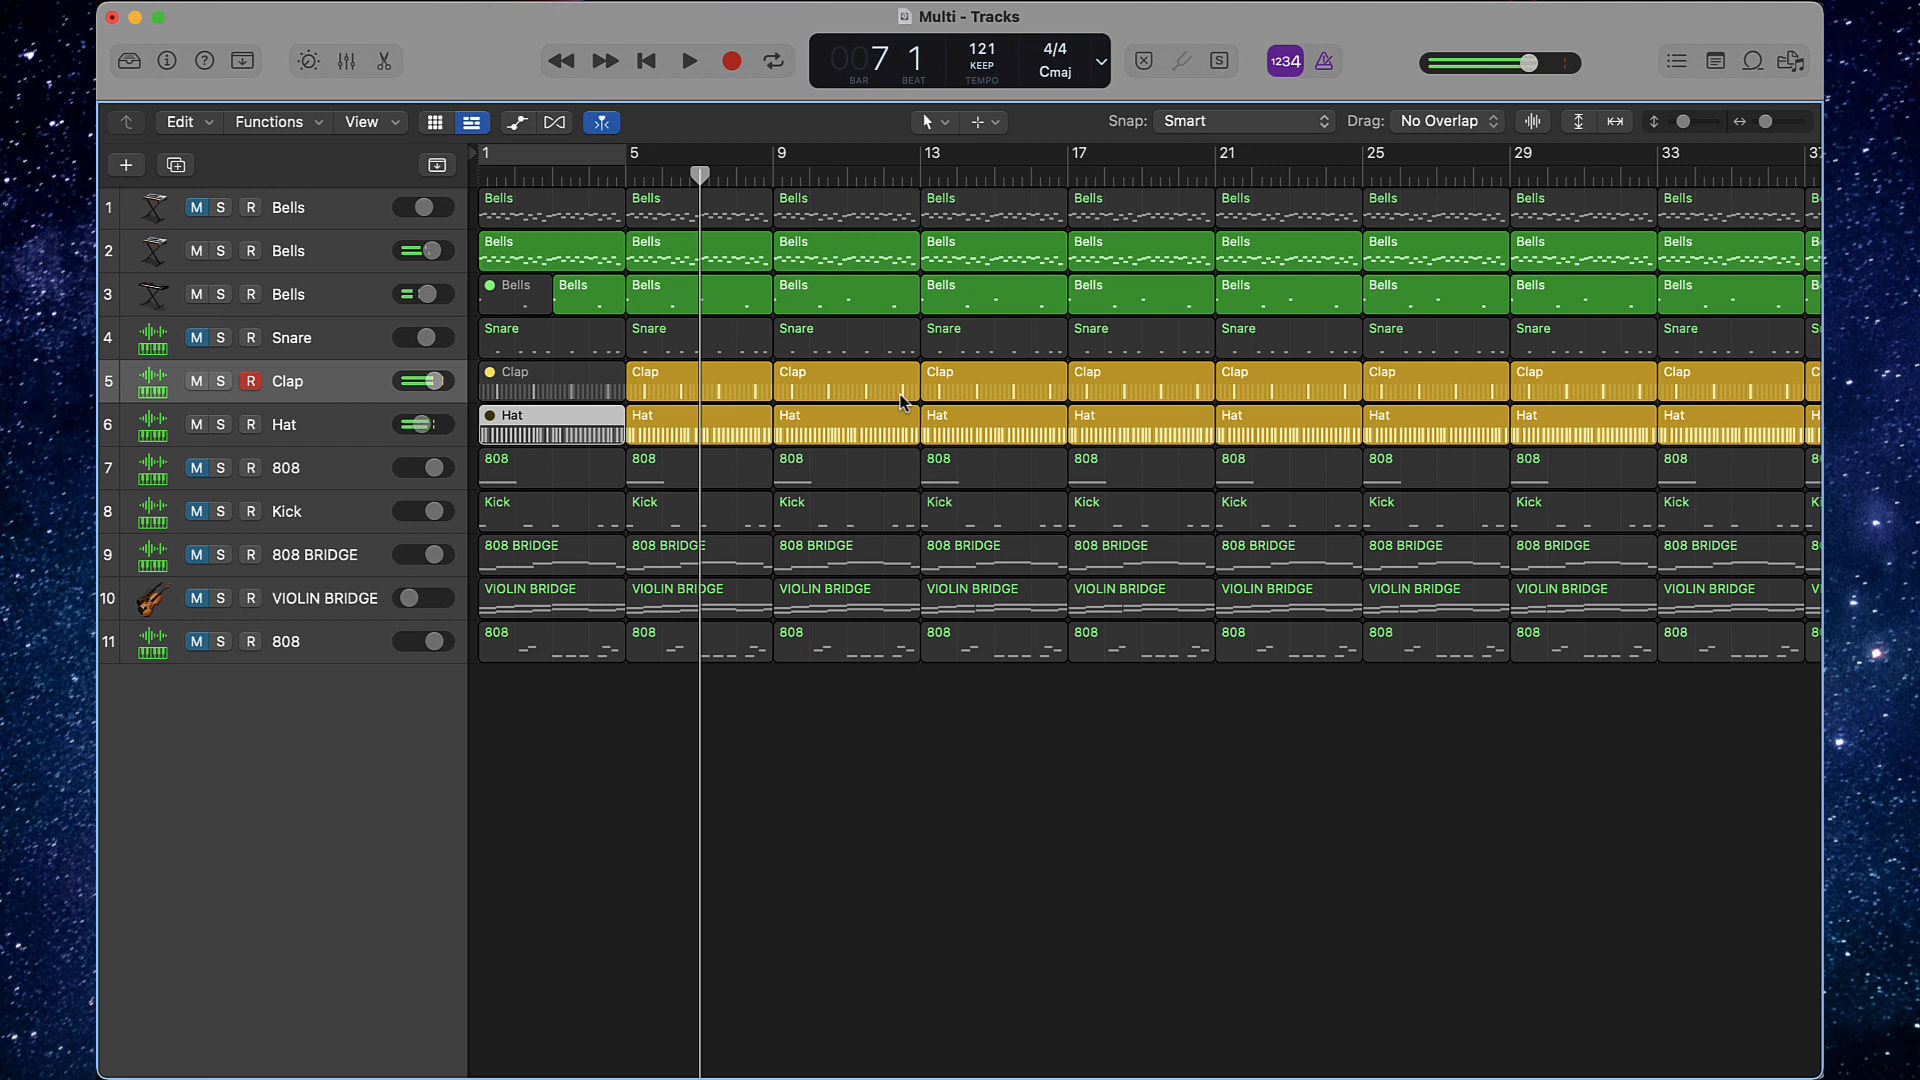 Multi - Tracks
007 1 121 4/4
KEEP Cmaj
BAR BEAT TEMPO
1234
Edit Functions View Snap: Smart Drag: No Overlap
1 5 9 13 17 21 25 29 33 37
1 M S R Bells Bells Bells Bells Bells Bells Bells Bells Bells Bells B
2 M S R Bells Bells Bells Bells Bells Bells Bells Bells Bells Bells B
3 M S R Bells Bells Bells Bells Bells Bells Bells Bells Bells Bells Bells B
4 M S R Snare Snare Snare Snare Snare Snare Snare Snare Snare Snare S
5 M S R Clap Clap Clap Clap Clap Clap Clap Clap Clap Clap C
6 M S R Hat Hat Hat Hat Hat Hat Hat Hat Hat Hat H
7 M S R 808 808 808 808 808 808 808 808 808 808 8
8 M S R Kick Kick Kick Kick Kick Kick Kick Kick Kick Kick Ki
9 M S R 808 BRIDGE 808 BRIDGE 808 BRIDGE 808 BRIDGE 808 BRIDGE 808 BRIDGE 808 BRIDGE 808 BRIDGE 808 BRIDGE 808 BRIDGE 8
10 M S R VIOLIN BRIDGE VIOLIN BRIDGE VIOLIN BRIDGE VIOLIN BRIDGE VIOLIN BRIDGE VIOLIN BRIDGE VIOLIN BRIDGE VIOLIN BRIDGE VIOLIN BRIDGE VIOLIN BRIDGE V
11 M S R 808 808 808 808 808 808 808 808 808 808 8